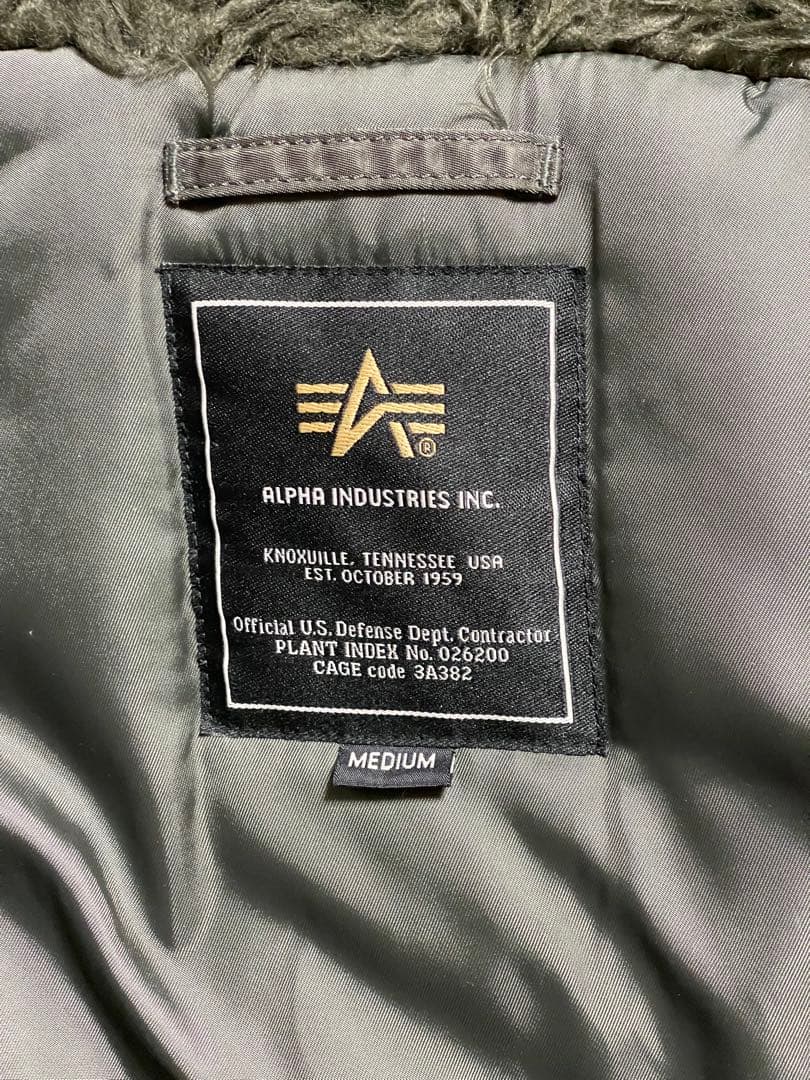 ®
ALPHA INDUSTRIES INC.
KNOXVILLE, TENNESSEE USA
EST. OCTOBER 1959
Official U.S. Defense Dept. Contractor
PLANT INDEX No. 026200
CAGE code 3A382
MEDIUM